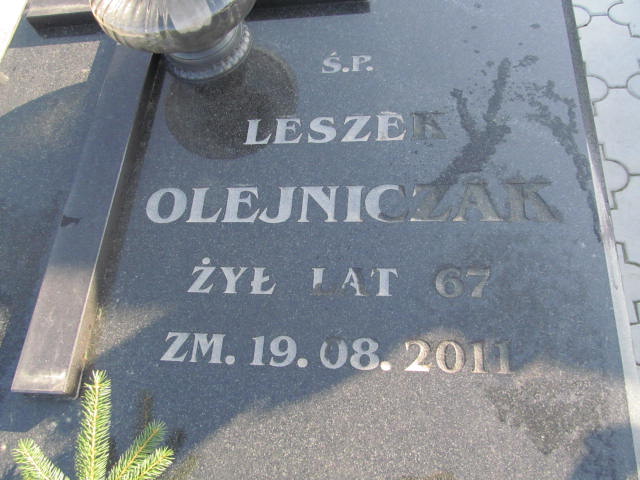 Ś.P.
LESZEK
OLEJNICZAK
ŻYŁ LAT 67
ZM. 19. 08. 2011